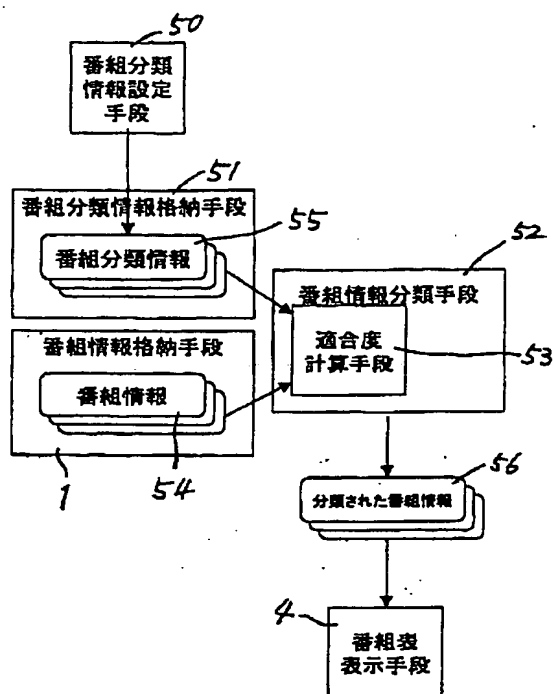 50
番組分類
情報設定
手段
51
番組分類情報格納手段
55
番組分類情報
52
番組情報分類手段
適合度
計算手段
53
番組情報格納手段
番組情報
1
54
56
分類された番組情報
4
番組表
表示手段